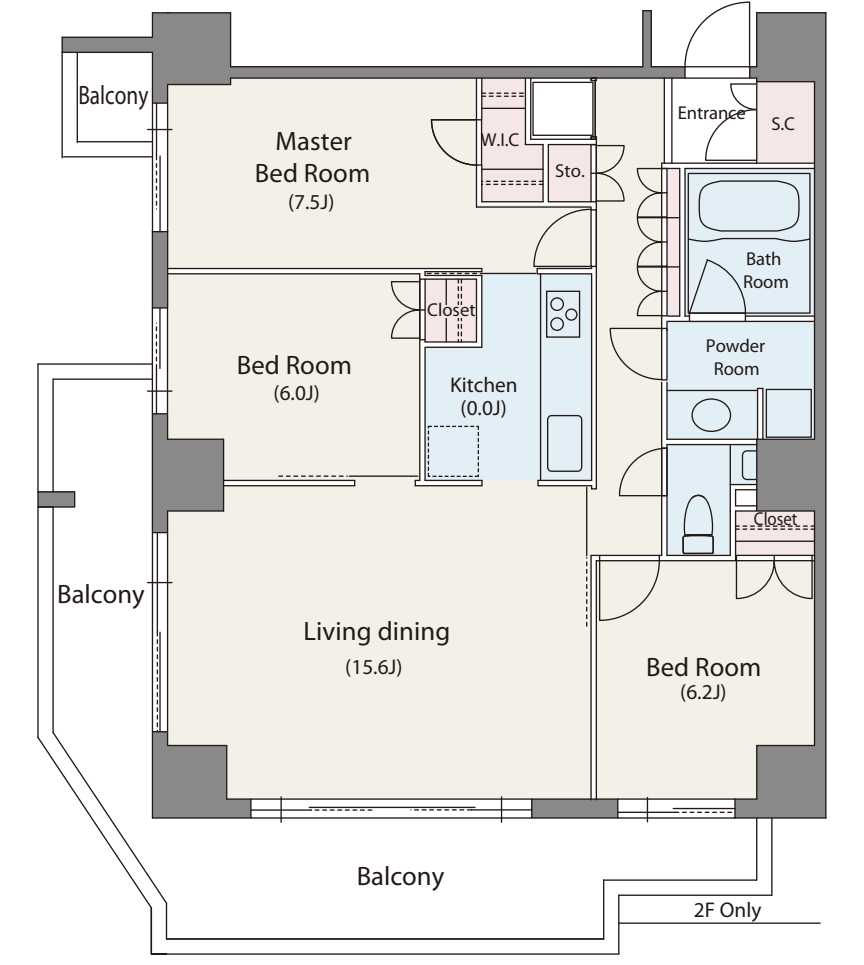 Balcony
Master
Bed Room
(7.5J)
W.I.C
Sto.
Entrance
S.C
Bath
Room
Bed Room
(6.0J)
Closet
Kitchen
(0.0J)
Powder
Room
Closet
Balcony
Living dining
(15.6J)
Bed Room
(6.2J)
Balcony
2F Only